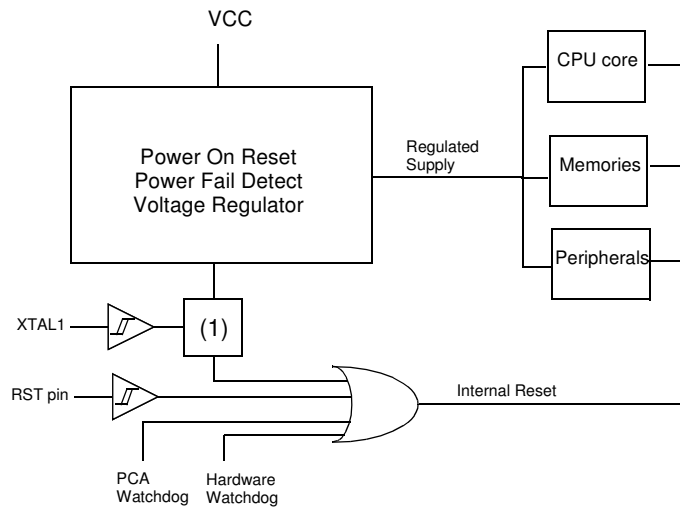 VCC
CPU core
Power On Reset
Power Fail Detect
Voltage Regulator
Regulated
Supply
Memories
Peripherals
XTAL1
(1)
RST pin
Internal Reset
PCA
Watchdog
Hardware
Watchdog